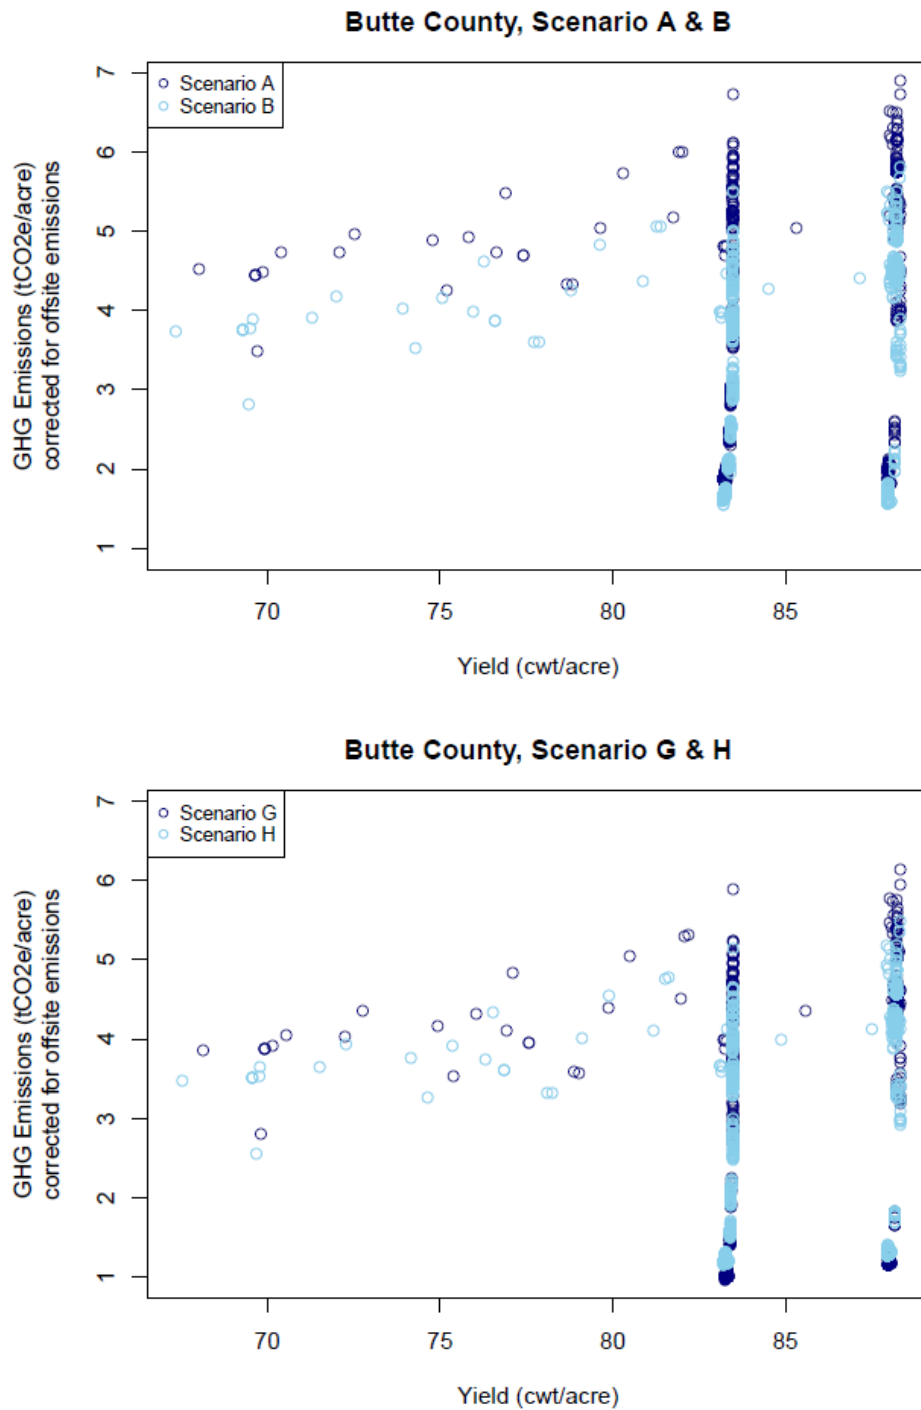 Butte County, Scenario A & B
Scenario A
Scenario B
GHG Emissions (tCO2e/acre)
corrected for offsite emissions
7
6
5
4
3
2
1
70 75 80 85
Yield (cwt/acre)
Butte County, Scenario G & H
Scenario G
Scenario H
GHG Emissions (tCO2e/acre)
corrected for offsite emissions
7
6
5
4
3
2
1
70 75 80 85
Yield (cwt/acre)